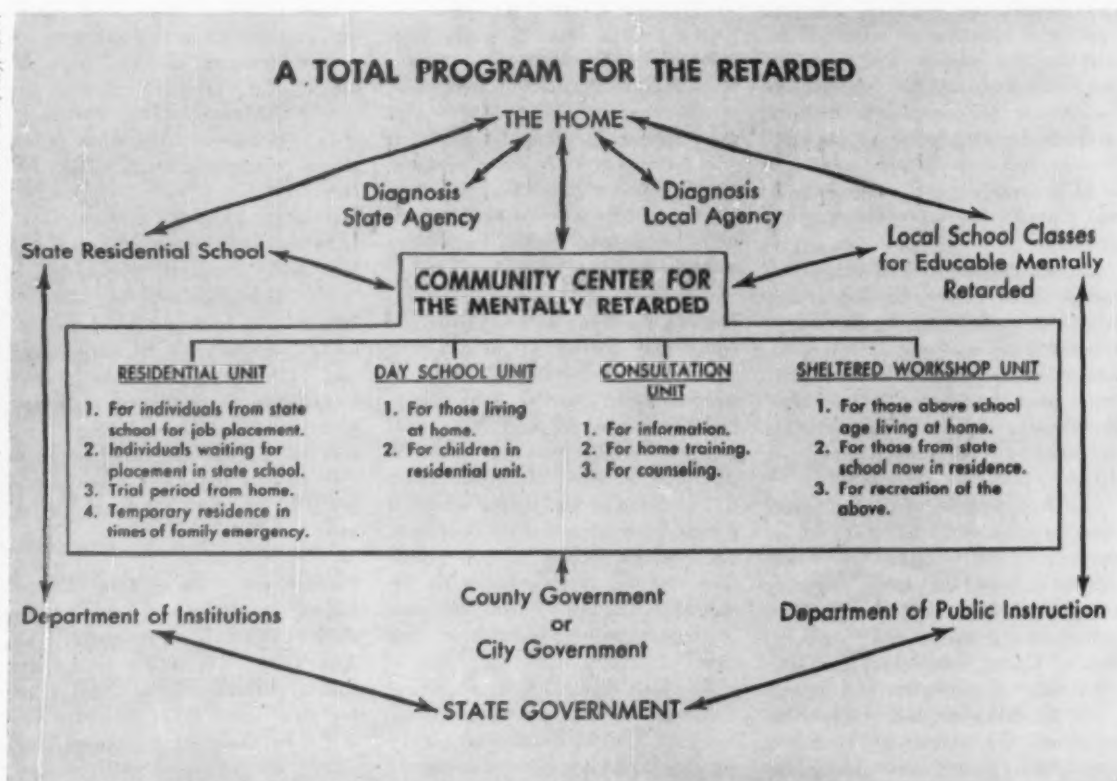 A TOTAL PROGRAM FOR THE RETARDED
THE HOME
Diagnosis
State Agency
Diagnosis
Local Agency
State Residential School
Local School Classes
for Educable Mentally
Retarded
COMMUNITY CENTER FOR
THE MENTALLY RETARDED
RESIDENTIAL UNIT
1. For individuals from state
school for job placement.
2. Individuals waiting for
placement in state school.
3. Trial period from home.
4. Temporary residence in
times of family emergency.
DAY SCHOOL UNIT
1. For those living
at home.
2. For children in
residential unit.
CONSULTATION
UNIT
1. For information.
2. For home training.
3. For counseling.
SHELTERED WORKSHOP UNIT
1. For those above school
age living at home.
2. For those from state
school now in residence.
3. For recreation of the
above.
Department of Institutions
County Government
or
City Government
Department of Public Instruction
STATE GOVERNMENT